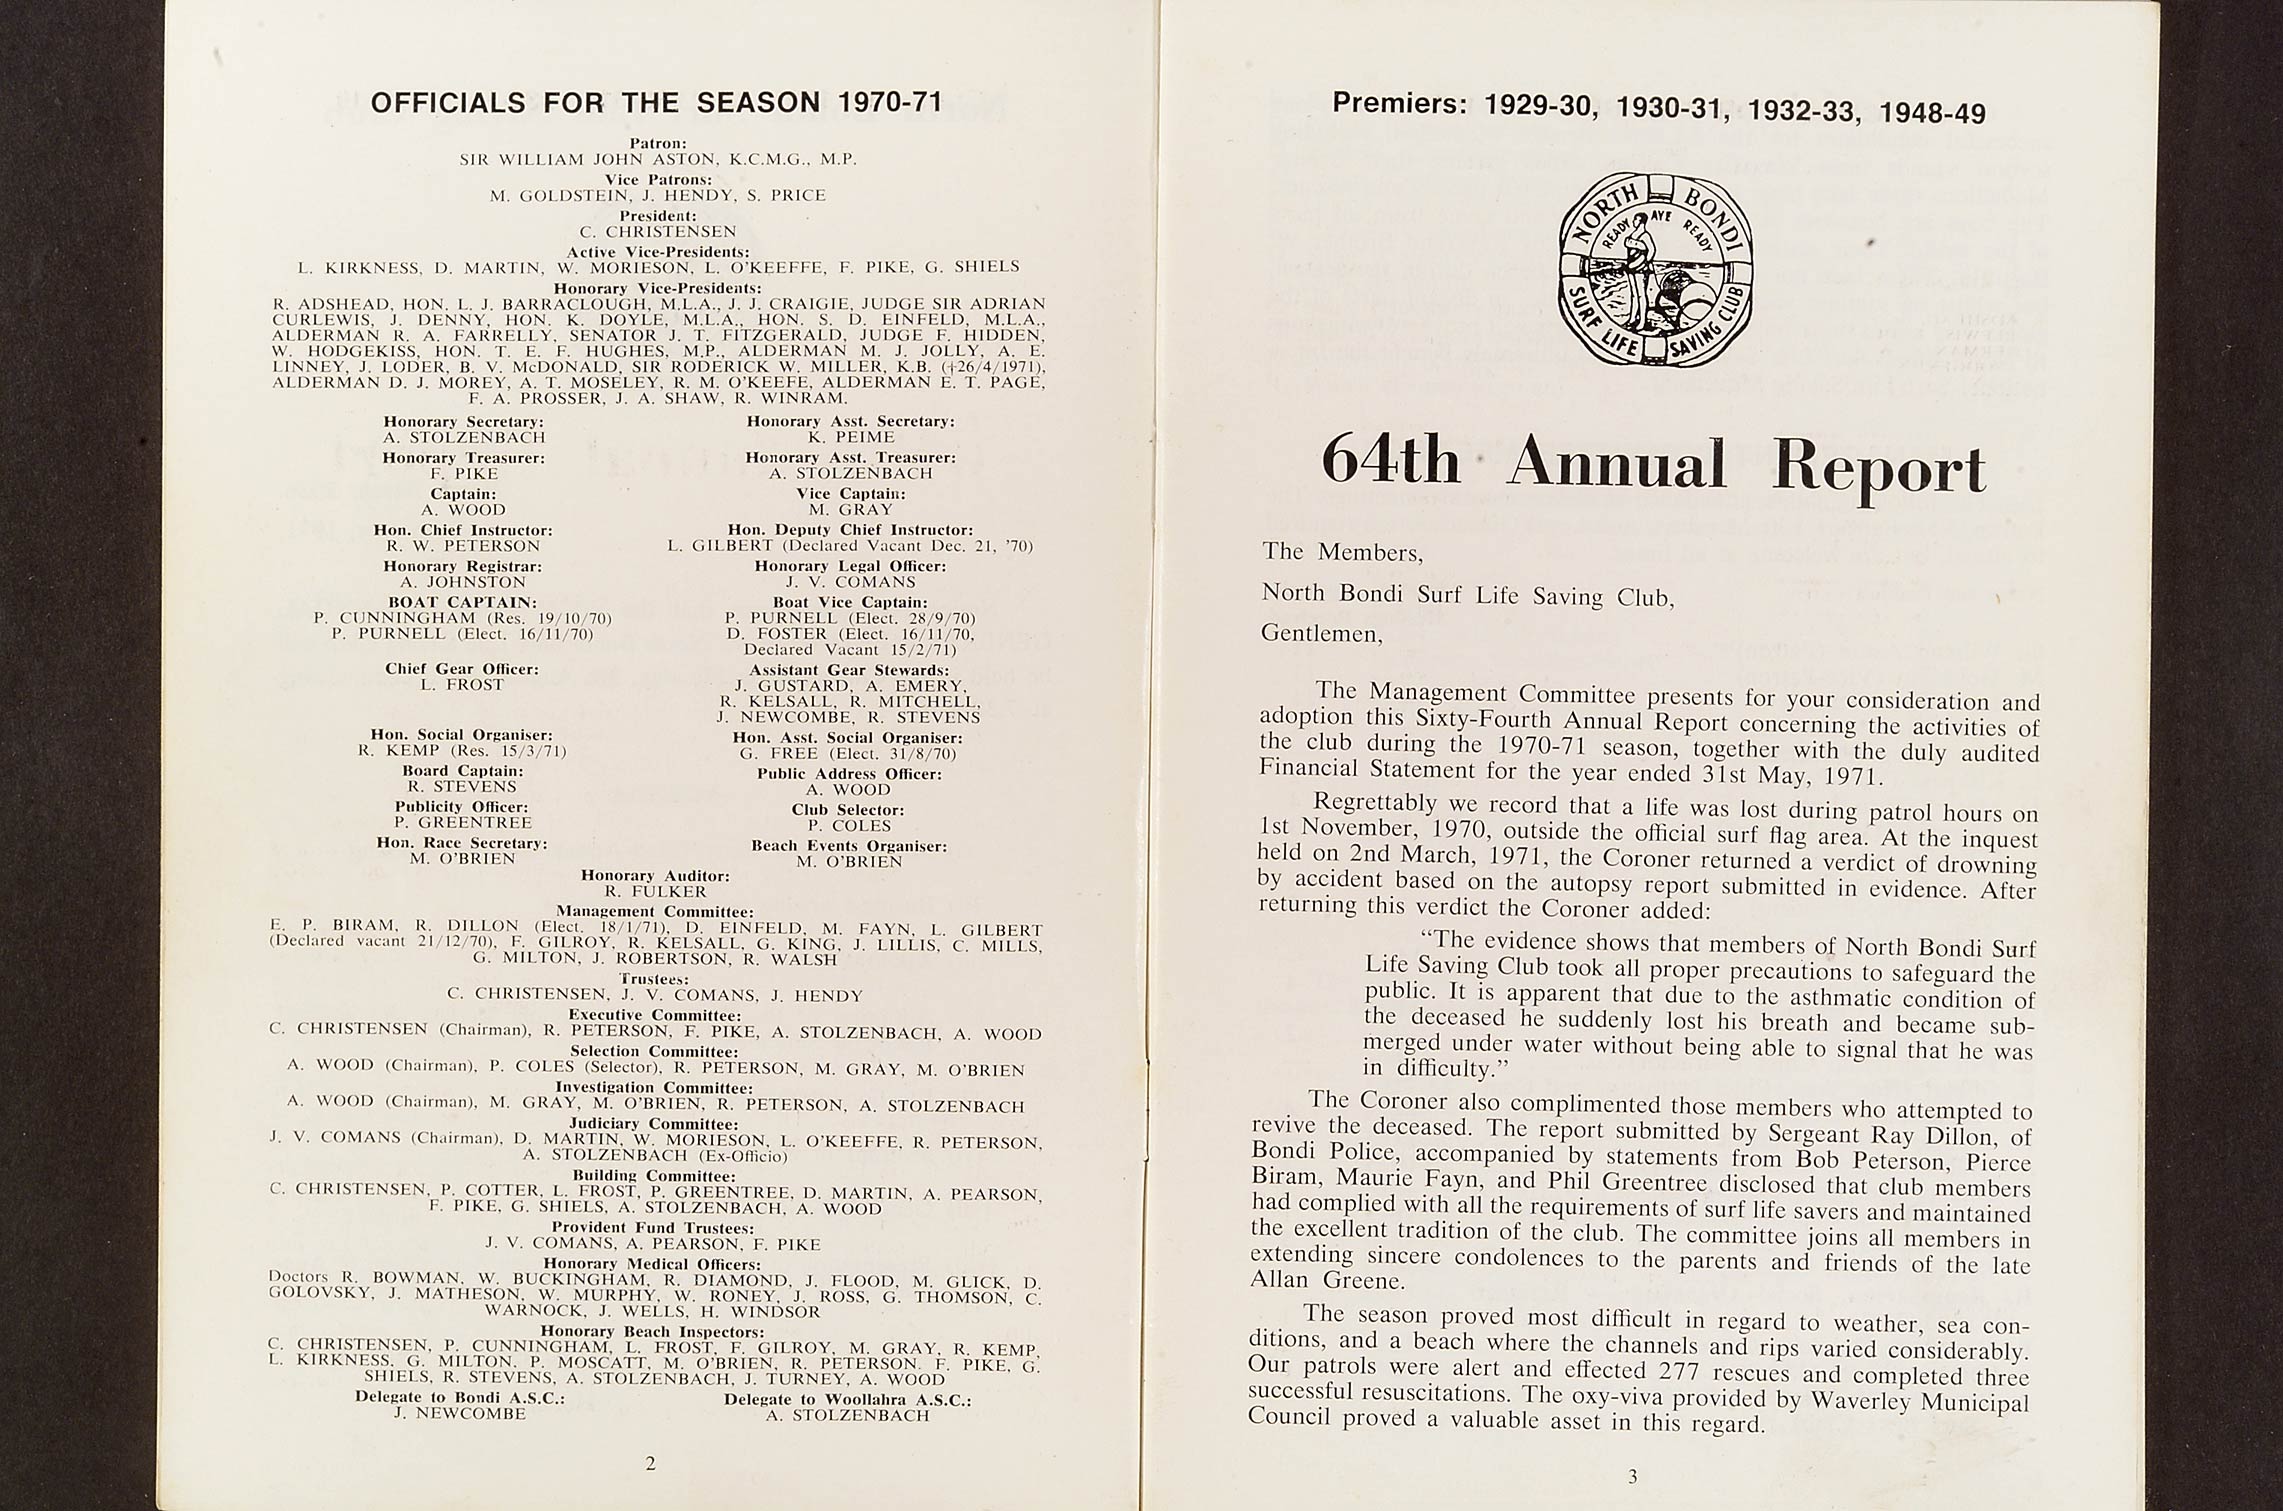 OFFICIALS FOR THE SEASON 1970-71
Patron:
SIR WILLIAM JOHN ASTON, K.C.M.G., M.P.
Vice Patrons:
M. GOLDSTEIN, J. HENDY, S. PRICE
President:
C. CHRISTENSEN
Active Vice-Presidents:
L. KIRKNESS, D. MARTIN, W. MORIESON, L. O'KEEFFE, F. PIKE, G. SHIELS
Honorary Vice-Presidents:
R. ADSHEAD, HON. L. J. BARRACLOUGH, M.L.A., J. J. CRAIGIE, JUDGE SIR ADRIAN
CURLEWIS, J. DENNY, HON. K. DOYLE, M.L.A., HON. S. D. EINFELD, M.L.A.,
ALDERMAN R. A. FARRELLY, SENATOR J. T. FITZGERALD, JUDGE F. HIDDEN,
W. HODGEKISS, HON. T. E. F. HUGHES, M.P., ALDERMAN M. J. JOLLY, A. E.
LINNEY, J. LODER, B. V. McDONALD, SIR RODERICK W. MILLER, K.B. (+26/4/1971),
ALDERMAN D. J. MOREY, A. T. MOSELEY, R. M. O'KEEFE, ALDERMAN E. T. PAGE,
F. A. PROSSER, J. A. SHAW, R. WINRAM.
Honorary Secretary:
A. STOLZENBACH
Honorary Asst. Secretary:
K. PEIME
Honorary Treasurer:
F. PIKE
Honorary Asst. Treasurer:
A. STOLZENBACH
Captain:
A. WOOD
Vice Captain:
M. GRAY
Hon. Chief Instructor:
R. W. PETERSON
Hon. Deputy Chief Instructor:
L. GILBERT (Declared Vacant Dec. 21, '70)
Honorary Registrar:
A. JOHNSTON
Honorary Legal Officer:
J. V. COMANS
BOAT CAPTAIN:
P. CUNNINGHAM (Res. 19/10/70)
P. PURNELL (Elect. 16/11/70)
Boat Vice Captain:
P. PURNELL (Elect. 28/9/70)
D. FOSTER (Elect. 16/11/70,
Declared Vacant 15/2/71)
Chief Gear Officer:
L. FROST
Assistant Gear Stewards:
J. GUSTARD, A. EMERY,
R. KELSALL, R. MITCHELL,
J. NEWCOMBE, R. STEVENS
Hon. Social Organiser:
R. KEMP (Res. 15/3/71)
Hon. Asst. Social Organiser:
G. FREE (Elect. 31/8/70)
Board Captain:
R. STEVENS
Public Address Officer:
A. WOOD
Publicity Officer:
P. GREENTREE
Club Selector:
P. COLES
Hon. Race Secretary:
M. O'BRIEN
Beach Events Organiser:
M. O'BRIEN
Honorary Auditor:
R. FULKER
Management Committee:
E. P. BIRAM, R. DILLON (Elect. 18/1/71), D. EINFELD, M. FAYN, L. GILBERT
(Declared vacant 21/12/70), F. GILROY, R. KELSALL, G. KING, J. LILLIS, C. MILLS,
G. MILTON, J. ROBERTSON, R. WALSH
Trustees:
C. CHRISTENSEN, J. V. COMANS, J. HENDY
Executive Committee:
C. CHRISTENSEN (Chairman), R. PETERSON, F. PIKE, A. STOLZENBACH, A. WOOD
Selection Committee:
A. WOOD (Chairman), P. COLES (Selector), R. PETERSON, M. GRAY, M. O'BRIEN
Investigation Committee:
A. WOOD (Chairman), M. GRAY, M. O'BRIEN, R. PETERSON, A. STOLZENBACH
Judiciary Committee:
J. V. COMANS (Chairman), D. MARTIN, W. MORIESON, L. O'KEEFFE, R. PETERSON,
A. STOLZENBACH (Ex-Officio)
Building Committee:
C. CHRISTENSEN, P. COTTER, L. FROST, P. GREENTREE, D. MARTIN, A. PEARSON,
F. PIKE, G. SHIELS, A. STOLZENBACH, A. WOOD
Provident Fund Trustees:
J. V. COMANS, A. PEARSON, F. PIKE
Honorary Medical Officers:
Doctors R. BOWMAN, W. BUCKINGHAM, R. DIAMOND, J. FLOOD, M. GLICK, D.
GOLOVSKY, J. MATHESON, W. MURPHY, W. RONEY, J. ROSS, G. THOMSON, C.
WARNOCK, J. WELLS, H. WINDSOR
Honorary Beach Inspectors:
C. CHRISTENSEN, P. CUNNINGHAM, L. FROST, F. GILROY, M. GRAY, R. KEMP,
L. KIRKNESS, G. MILTON, P. MOSCATT, M. O'BRIEN, R. PETERSON, F. PIKE, G.
SHIELS, R. STEVENS, A. STOLZENBACH, J. TURNEY, A. WOOD
Delegate to Bondi A.S.C.:
J. NEWCOMBE
Delegate to Woollahra A.S.C.:
A. STOLZENBACH
2
Premiers: 1929-30, 1930-31, 1932-33, 1948-49
NORTH BONDI
READY AYE READY
SURF LIFE SAVING CLUB
64th Annual Report
The Members,
North Bondi Surf Life Saving Club,
Gentlemen,
The Management Committee presents for your consideration and
adoption this Sixty-Fourth Annual Report concerning the activities of
the club during the 1970-71 season, together with the duly audited
Financial Statement for the year ended 31st May, 1971.
Regrettably we record that a life was lost during patrol hours on
1st November, 1970, outside the official surf flag area. At the inquest
held on 2nd March, 1971, the Coroner returned a verdict of drowning
by accident based on the autopsy report submitted in evidence. After
returning this verdict the Coroner added:
"The evidence shows that members of North Bondi Surf
Life Saving Club took all proper precautions to safeguard the
public. It is apparent that due to the asthmatic condition of
the deceased he suddenly lost his breath and became sub-
merged under water without being able to signal that he was
in difficulty."
The Coroner also complimented those members who attempted to
revive the deceased. The report submitted by Sergeant Ray Dillon, of
Bondi Police, accompanied by statements from Bob Peterson, Pierce
Biram, Maurie Fayn, and Phil Greentree disclosed that club members
had complied with all the requirements of surf life savers and maintained
the excellent tradition of the club. The committee joins all members in
extending sincere condolences to the parents and friends of the late
Allan Greene.
The season proved most difficult in regard to weather, sea con-
ditions, and a beach where the channels and rips varied considerably.
Our patrols were alert and effected 277 rescues and completed three
successful resuscitations. The oxy-viva provided by Waverley Municipal
Council proved a valuable asset in this regard.
3